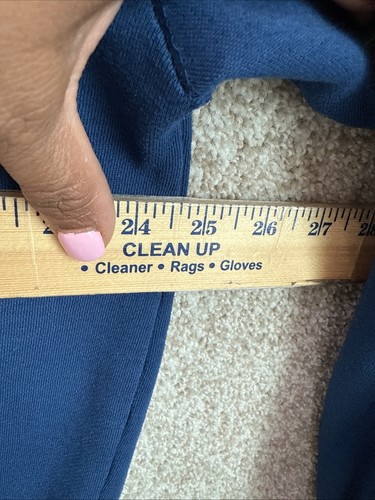 24 25 26 27
CLEAN UP
• Cleaner • Rags • Gloves